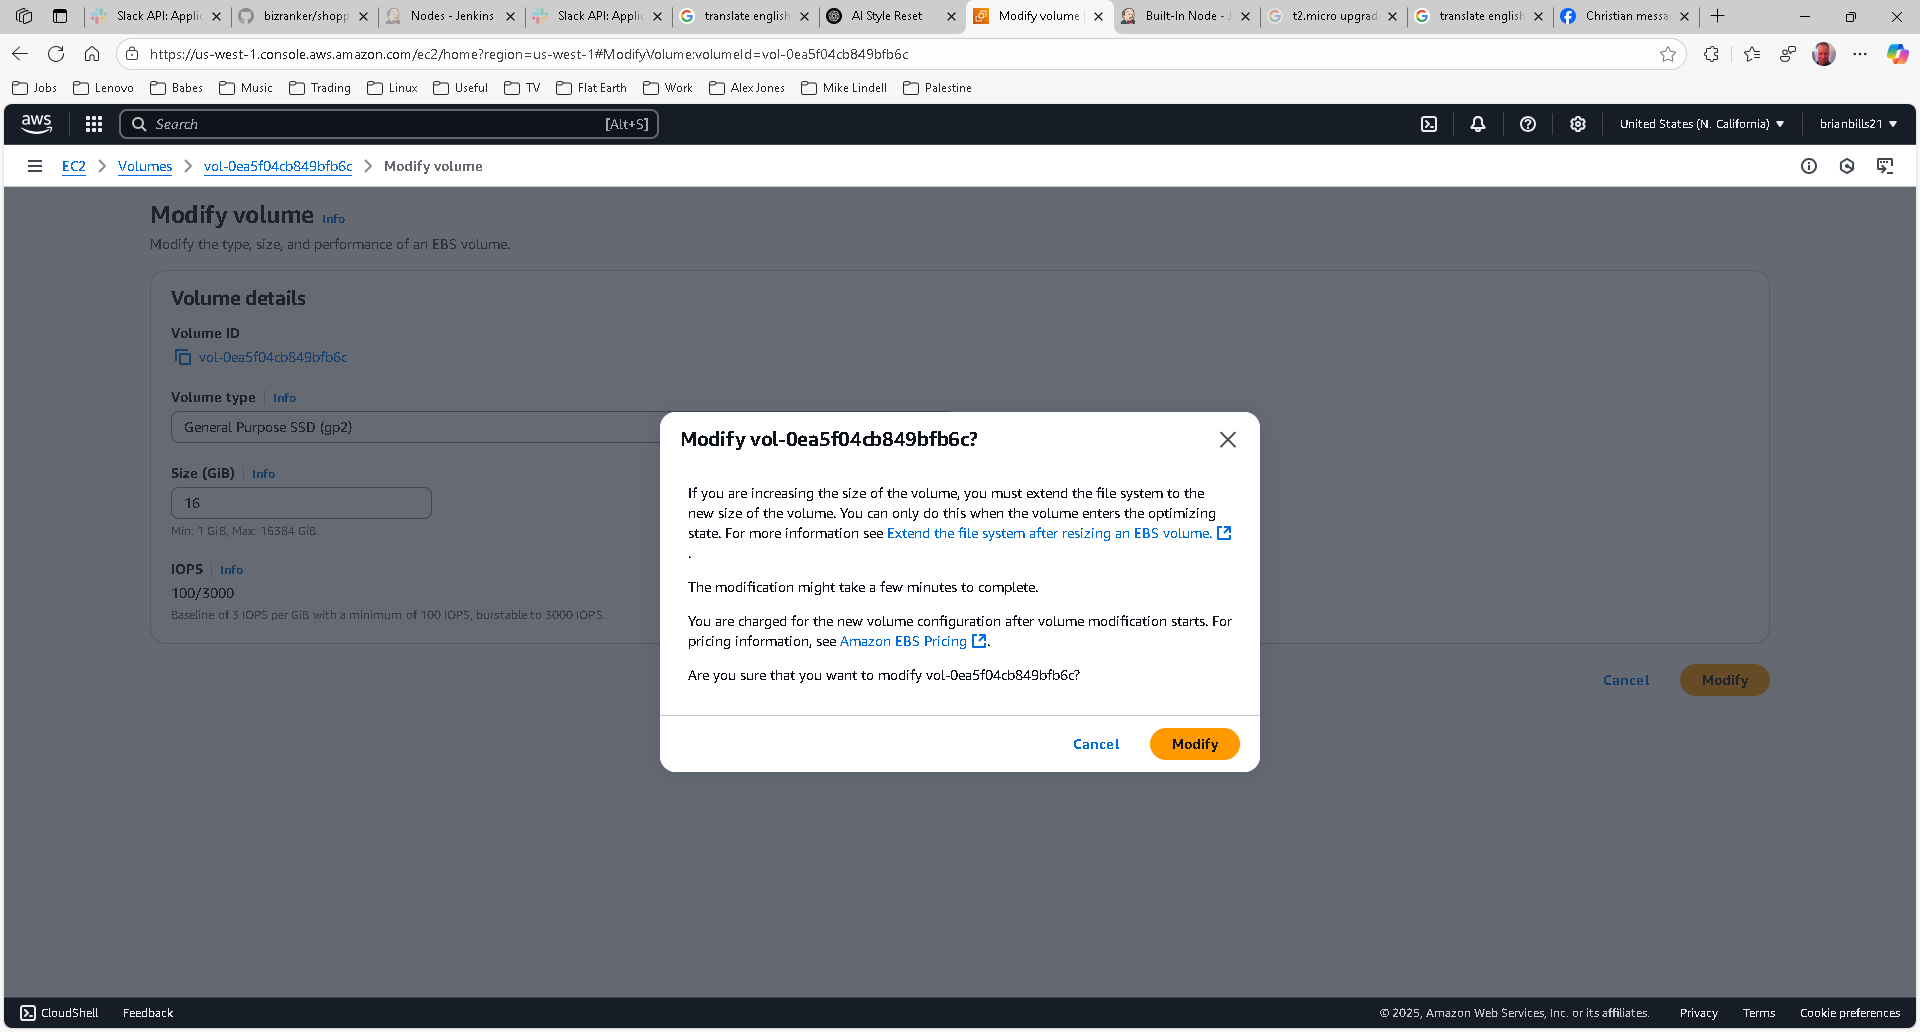 Slack API: Applic
bizranker/shopp
Nodes - Jenkins
Slack API: Applic
translate english
AI Style Reset
Modify volume
Built-In Node - J
t2.micro upgrad
translate english
Christian messa
https://us-west-1.console.aws.amazon.com/ec2/home?region=us-west-1#ModifyVolume:volumeId=vol-0ea5f04cb849bfb6c
Jobs
Lenovo
Babes
Music
Trading
Linux
Useful
TV
Flat Earth
Work
Alex Jones
Mike Lindell
Palestine
aws
Search
[Alt+S]
United States (N. California)
brianbills21
EC2
Volumes
vol-0ea5f04cb849bfb6c
Modify volume
Modify volume Info
Modify the type, size, and performance of an EBS volume.
Volume details
Volume ID
vol-0ea5f04cb849bfb6c
Volume type Info
General Purpose SSD (gp2)
Size (GiB) Info
16
Min: 1 GiB, Max: 16384 GiB.
IOPS Info
100/3000
Baseline of 3 IOPS per GiB with a minimum of 100 IOPS, burstable to 3000 IOPS.
Cancel
Modify
Modify vol-0ea5f04cb849bfb6c?
If you are increasing the size of the volume, you must extend the file system to the
new size of the volume. You can only do this when the volume enters the optimizing
state. For more information see Extend the file system after resizing an EBS volume.
.
The modification might take a few minutes to complete.
You are charged for the new volume configuration after volume modification starts. For
pricing information, see Amazon EBS Pricing .
Are you sure that you want to modify vol-0ea5f04cb849bfb6c?
Cancel
Modify
CloudShell
Feedback
© 2025, Amazon Web Services, Inc. or its affiliates.
Privacy
Terms
Cookie preferences